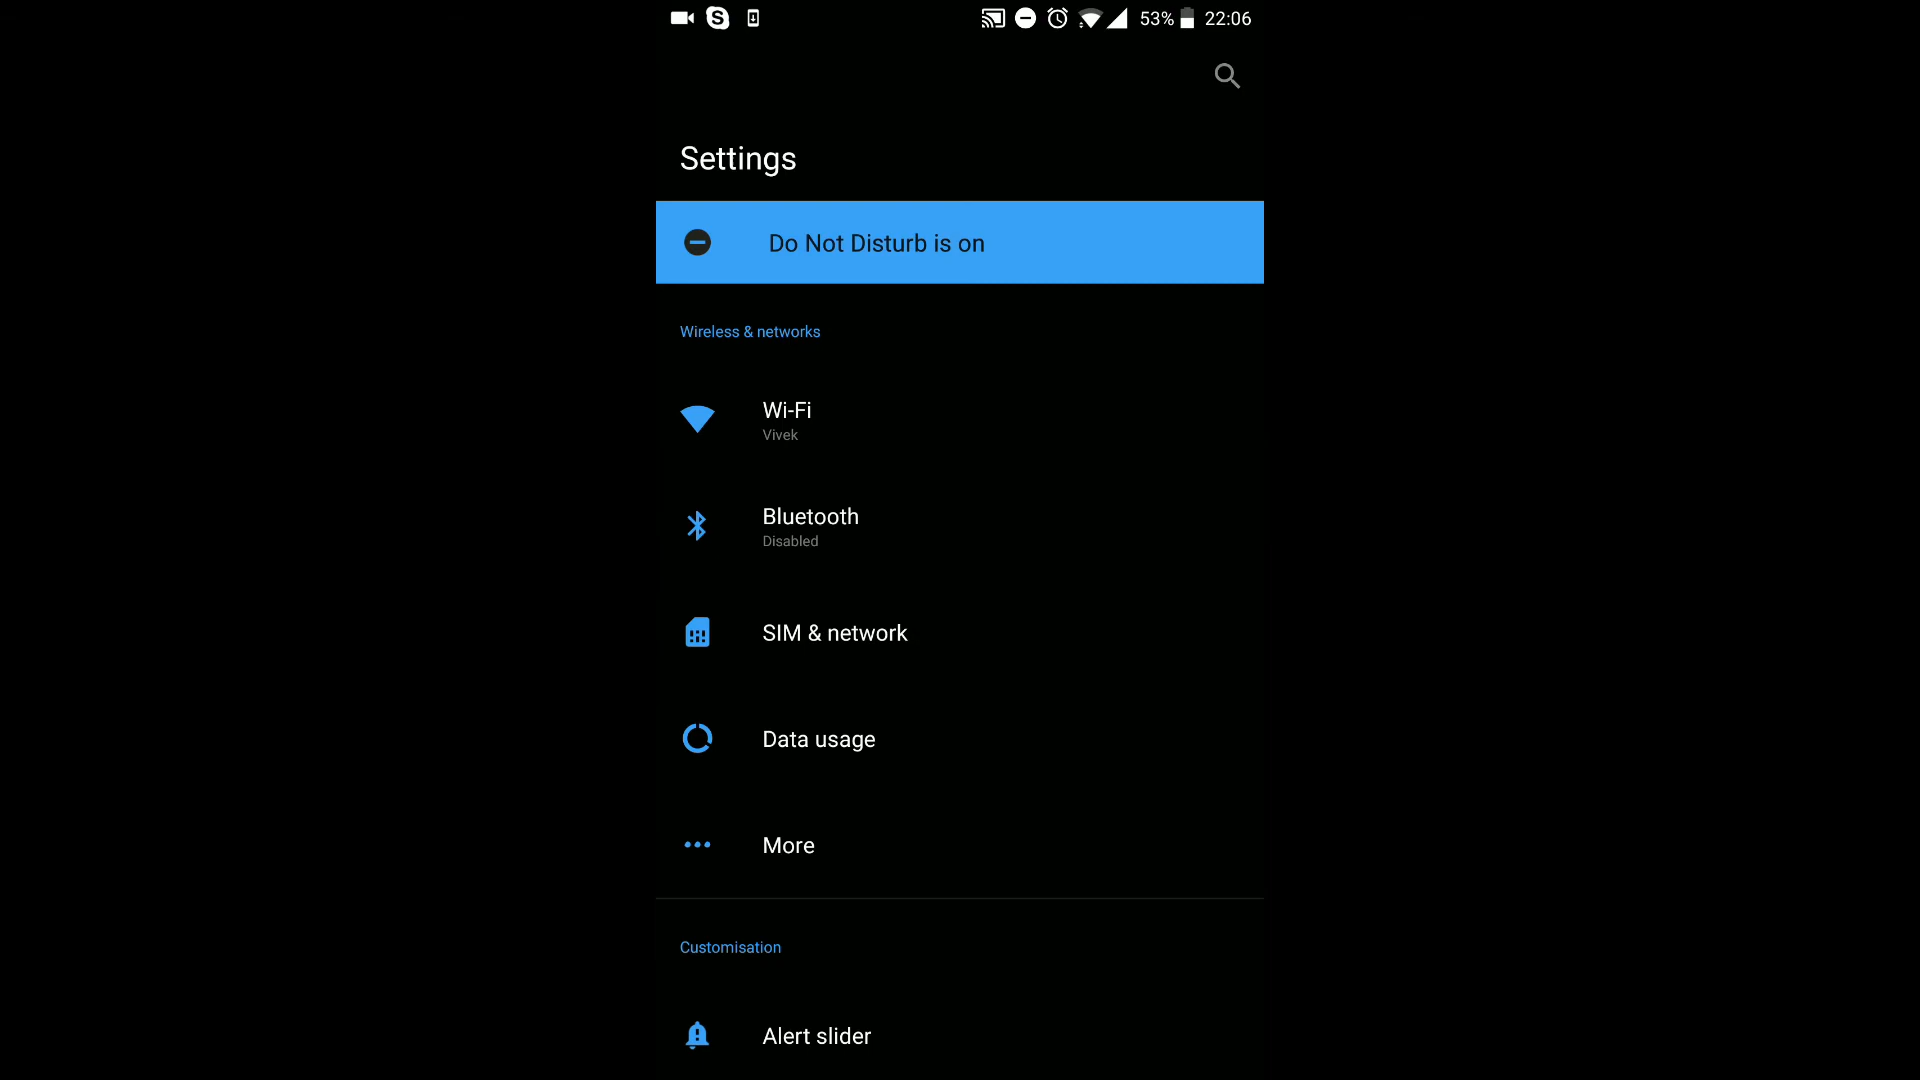 53% 22:06
Settings
Do Not Disturb is on
Wireless & networks
Wi-Fi
Vivek
Bluetooth
Disabled
SIM & network
Data usage
More
Customisation
Alert slider